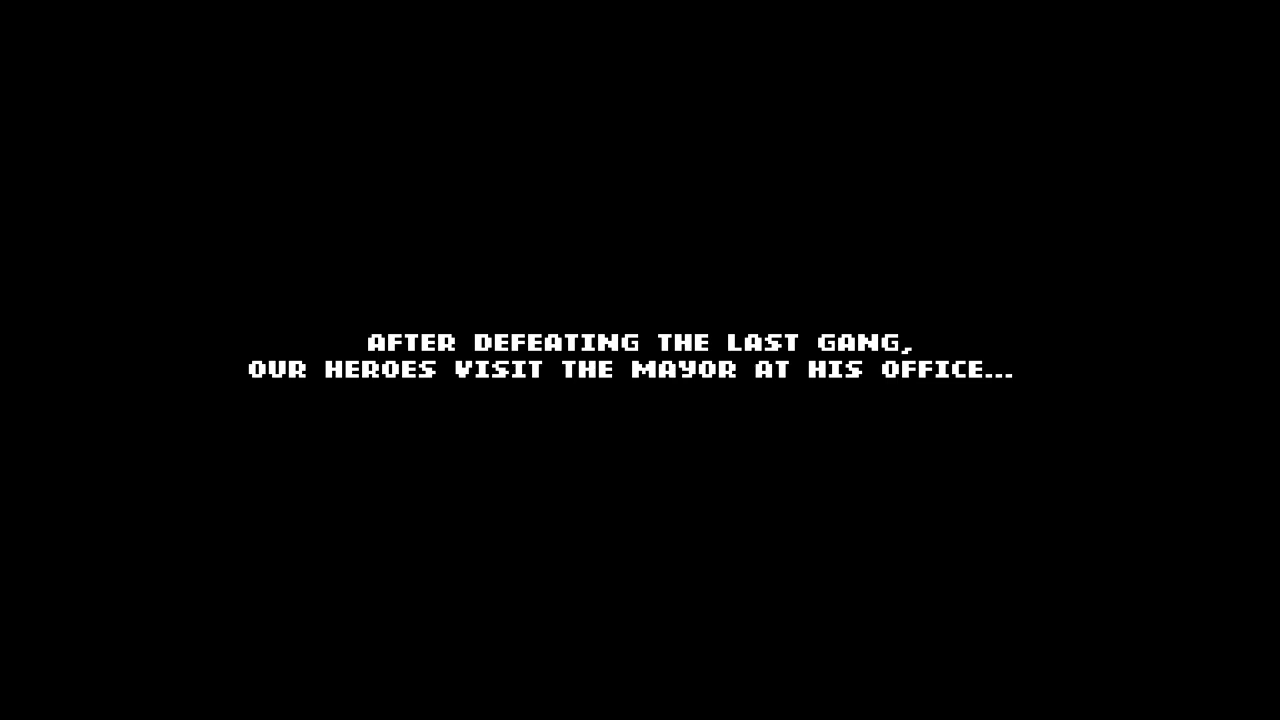 AFTER DEFEATING THE LAST GANG,
OUR HEROES VISIT THE MAYOR AT HIS OFFICE...